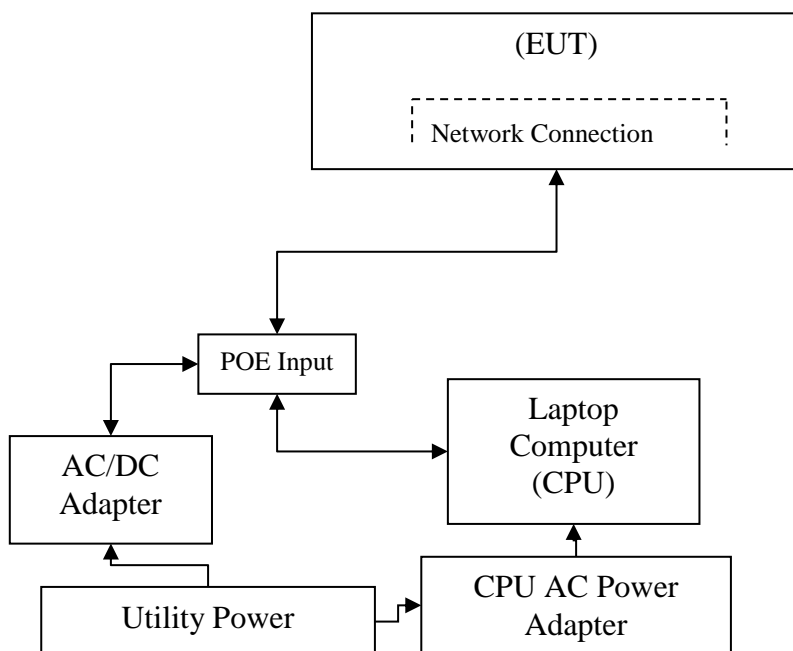 (EUT)
Network Connection
POE Input
Laptop
Computer
(CPU)
AC/DC
Adapter
CPU AC Power
Adapter
Utility Power